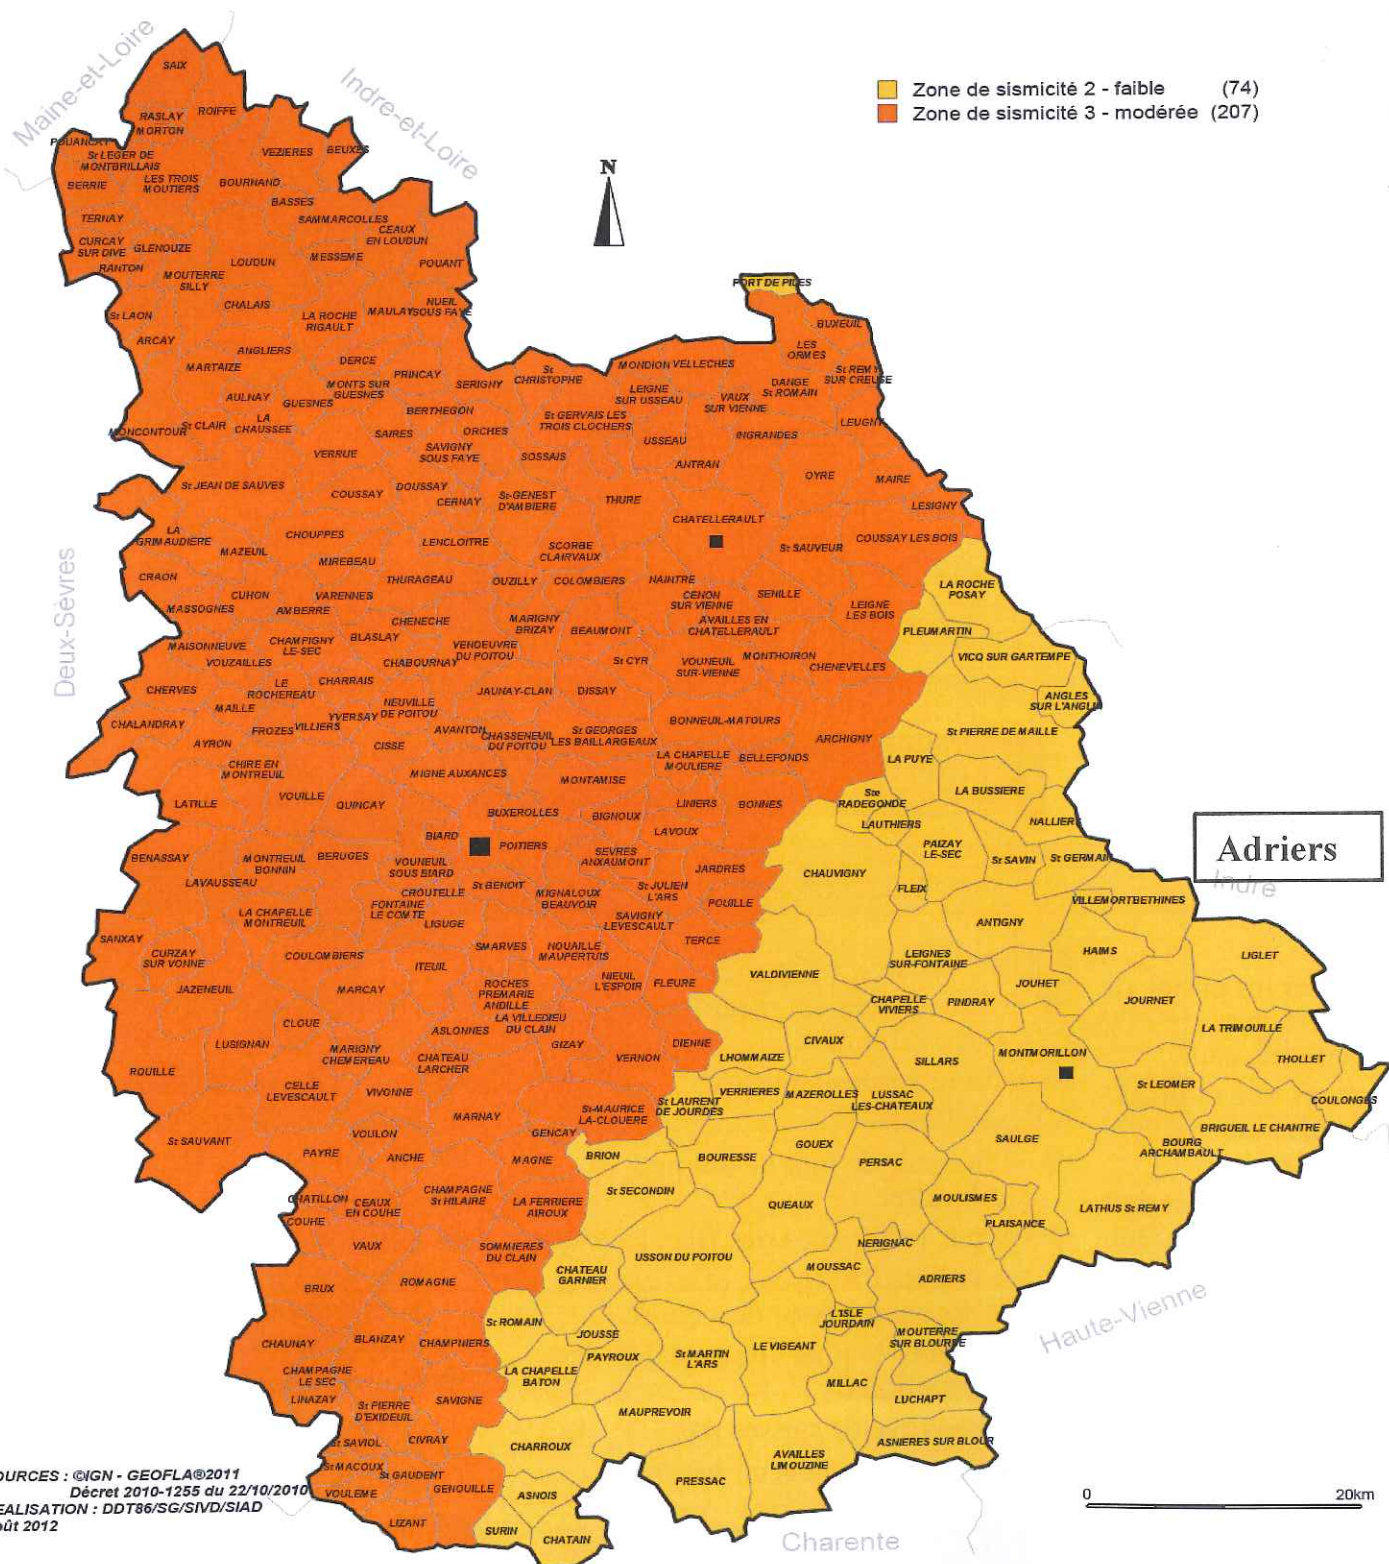 Maine-et-Loire
Indre-et-Loire
Zone de sismicité 2 - faible (74)
Zone de sismicité 3 - modérée (207)
N
SAIX
RASLAY
ROIFFE
MORTON
POUANCAY
St LEGER DE
MONTBRILLAIS
VEZIERES
BEUXES
BERRIE
LES TROIS
MOUTIERS
BOURNAND
BASSES
TERNAY
SAMMARCOLLES
CEAUX
EN LOUDUN
CURCAY
SUR DIVE
GLENOUZE
RANTON
MOUTERRE
SILLY
LOUDUN
MESSEME
POUANT
St LAON
CHALAIS
LA ROCHE
RIGAULT
MAULAY
NUEIL
SOUS FAYE
PORT DE PILES
BUXEUIL
ARCAY
ANGLIERS
MARTAIZE
DERCE
PRINCAY
MONTS SUR
GUESNES
SERIGNY
St
CHRISTOPHE
MONDION
VELLECHES
LES
ORMES
St REMY
SUR CREUSE
LEIGNE
SUR USSEAU
VAUX
SUR VIENNE
DANGE
St ROMAIN
AULNAY
GUESNES
BERTHEGON
LEUGNY
MONCONTOUR
St CLAIR
LA
CHAUSSEE
SAIRES
ORCHES
St GERVAIS LES
TROIS CLOCHERS
USSEAU
INGRANDES
VERRUE
SAVIGNY
SOUS FAYE
SOSSAIS
ANTRAN
OYRE
MAIRE
St JEAN DE SAUVES
COUSSAY
DOUSSAY
CERNAY
St-GENEST
D'AMBIERE
THURE
LESIGNY
CHATELLERAULT
LA
GRIMAUDIERE
MAZEUIL
CHOUPPES
MIREBEAU
LENCLOITRE
SCORBE
CLAIRVAUX
St SAUVEUR
COUSSAY LES BOIS
CRAON
CUHON
VARENNES
THURAGEAU
OUZILLY
COLOMBIERS
NAINTRE
CENON
SUR VIENNE
SENILLE
LEIGNE
LES BOIS
LA ROCHE
POSAY
MASSOGNES
AMBERRE
CHENECHE
MARIGNY
BRIZAY
BEAUMONT
AVAILLES EN
CHATELLERAULT
PLEUMARTIN
MAISONNEUVE
CHAMPIGNY
LE-SEC
BLASLAY
VENDEUVRE
DU POITOU
VOUZAILLES
CHABOURNAY
St CYR
VOUNEUIL
SUR-VIENNE
MONTHOIRON
CHENEVELLES
VICQ SUR GARTEMPE
CHERVES
LE
ROCHEREAU
CHARRAIS
JAUNAY-CLAN
DISSAY
ANGLES
SUR L'ANGLIN
MAILLE
NEUVILLE
DE POITOU
CHALANDRAY
FROZES
VILLIERS
YVERSAY
AVANTON
CHASSENEUIL
DU POITOU
St GEORGES
LES BAILLARGEAUX
BONNEUIL-MATOURS
ARCHIGNY
St PIERRE DE MAILLE
AYRON
CISSE
CHIRE EN
MONTREUIL
MIGNE AUXANCES
MONTAMISE
LA CHAPELLE
MOULIERE
BELLEFONDS
LA PUYE
LATILLE
VOUILLE
QUINCAY
BUXEROLLES
BIGNOUX
LINIERS
BONNES
Ste
RADEGONDE
LA BUSSIERE
LAUTHIERS
NALLIERS
BIARD
POITIERS
LAVOUX
SEVRES
ANXAUMONT
BENASSAY
MONTREUIL
BONNIN
BERUGES
VOUNEUIL
SOUS BIARD
JARDRES
CHAUVIGNY
PAIZAY
LE-SEC
St SAVIN
St GERMAIN
LAVAUSSEAU
CROUTELLE
St BENOIT
MIGNALOUX
BEAUVOIR
St JULIEN
L'ARS
POUILLE
FLEIX
VILLEMORT
BETHINES
FONTAINE
LE COMTE
LIGUGE
SAVIGNY
LEVESCAULT
ANTIGNY
LA CHAPELLE
MONTREUIL
SANXAY
CURZAY
SUR VONNE
COULOMBIERS
SMARVES
NOUAILLE
MAUPERTUIS
TERCE
LEIGNES
SUR-FONTAINE
HAIMS
LIGLET
ITEUIL
JAZENEUIL
MARCAY
ROCHES
PREMARIE
ANDILLE
NIEUIL
L'ESPOIR
FLEURE
VALDIVIENNE
JOUHET
JOURNET
CHAPELLE
VIVIERS
PINDRAY
CLOUE
ASLONNES
LA VILLEDIEU
DU CLAIN
GIZAY
LUSIGNAN
MARIGNY
CHEMEREAU
CHATEAU
LARCHER
VERNON
DIENNE
LHOMMAIZE
CIVAUX
SILLARS
MONTMORILLON
LA TRIMOUILLE
THOLLET
ROUILLE
CELLE
LEVESCAULT
VIVONNE
MARNAY
St-MAURICE
LA-CLOUERE
St LAURENT
DE JOURDES
VERRIERES
MAZEROLLES
LUSSAC
LES-CHATEAUX
St LEOMER
COULONGES
St SAUVANT
VOULON
GENCAY
BRION
BOURESSE
GOUEX
SAULGE
BOURG
ARCHAMBAULT
BRIGUEIL LE CHANTRE
PAYRE
ANCHE
MAGNE
PERSAC
CHATILLON
CEAUX
EN COUHE
CHAMPAGNE
St HILAIRE
LA FERRIERE
AIROUX
St SECONDIN
QUEAUX
MOULISMES
PLAISANCE
LATHUS St REMY
COUHE
VAUX
SOMMIERES
DU CLAIN
USSON DU POITOU
NERIGNAC
BRUX
ROMAGNE
CHATEAU
GARNIER
MOUSSAC
ADRIERS
CHAUNAY
BLANZAY
CHAMPNIERS
St ROMAIN
JOUSSE
L'ISLE
JOURDAIN
MOUTERRE
SUR BLOURDE
CHAMPAGNE
LE SEC
LA CHAPELLE
BATON
PAYROUX
St MARTIN
L'ARS
LE VIGEANT
MILLAC
LUCHAPT
LINAZAY
St PIERRE
D'EXIDEUIL
SAVIGNE
MAUPREVOIR
St SAVIOL
CIVRAY
CHARROUX
AVAILLES
LIMOUZINE
ASNIERES SUR BLOUR
St MACOUX
St GAUDENT
GENOUILLE
ASNOIS
PRESSAC
VOULEME
LIZANT
SURIN
CHATAIN
Deux-Sèvres
Adriers
Indre
Haute-Vienne
Charente
OURCES : ©IGN - GEOFLA®2011
Décret 2010-1255 du 22/10/2010
EALISATION : DDT86/SG/SIVD/SIAD
oût 2012
0 20km